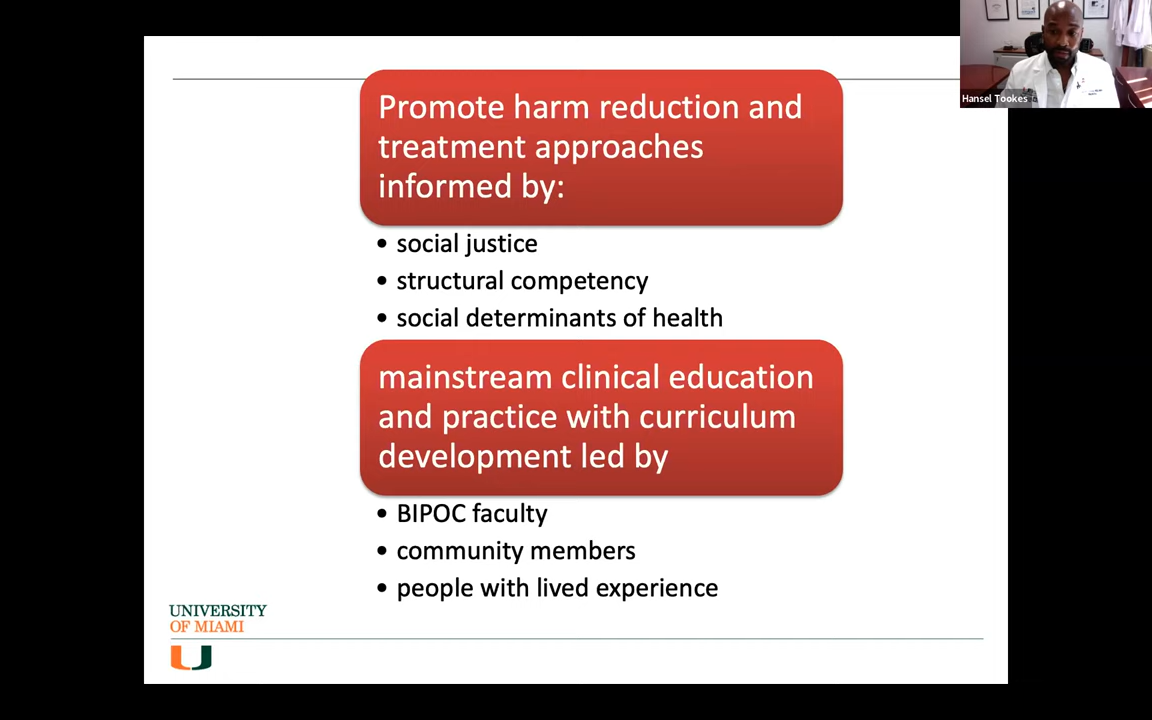 Promote harm reduction and
treatment approaches
informed by:
• social justice
• structural competency
• social determinants of health
mainstream clinical education
and practice with curriculum
development led by
• BIPOC faculty
• community members
• people with lived experience
UNIVERSITY
OF MIAMI
Hansel Tookes